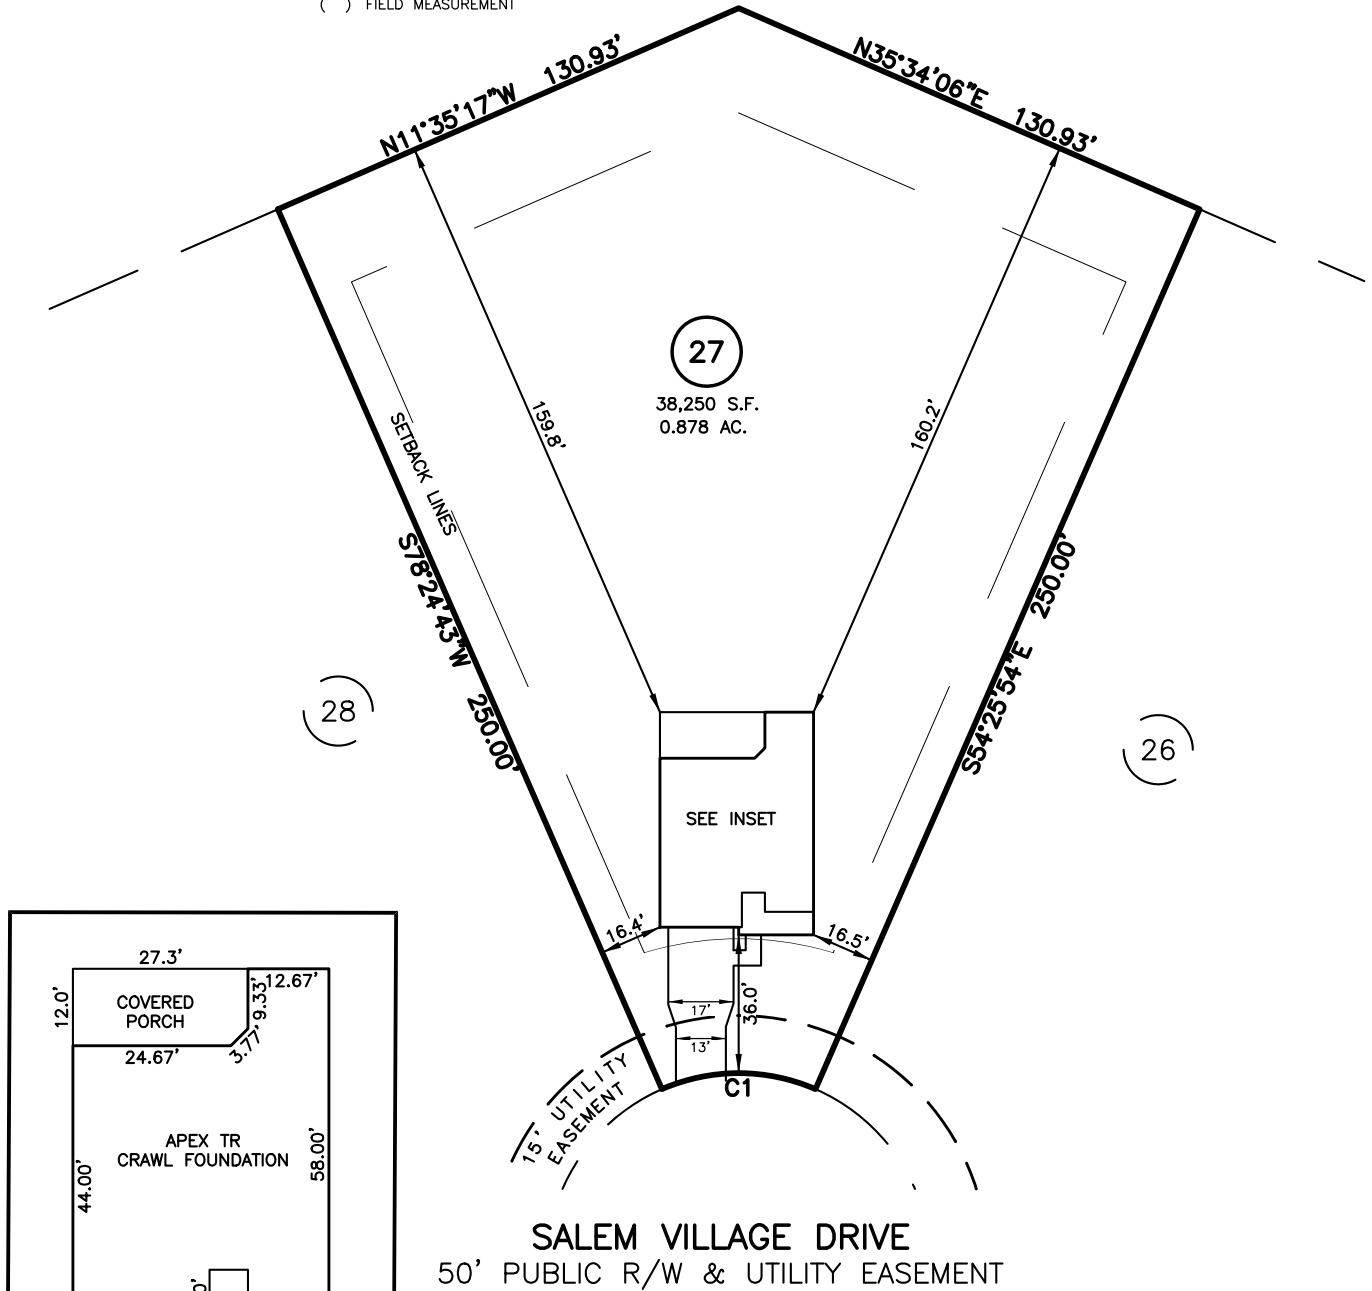 ( ) FIELD MEASUREMENT
N11°35'17"W 130.93'
N35°34'06"E 130.93'
27
38,250 S.F.
0.878 AC.
159.8'
160.2'
SETBACK LINES
S78°24'43"W 250.00'
S54°25'54"E 250.00'
28
26
SEE INSET
16.4'
16.5'
17'
36.0'
13'
C1
15' UTILITY
EASEMENT
27.3'
12.67'
12.0'
COVERED
PORCH
9.33'
24.67'
3.77'
APEX TR
CRAWL FOUNDATION
44.00'
58.00'
SALEM VILLAGE DRIVE
50' PUBLIC R/W & UTILITY EASEMENT